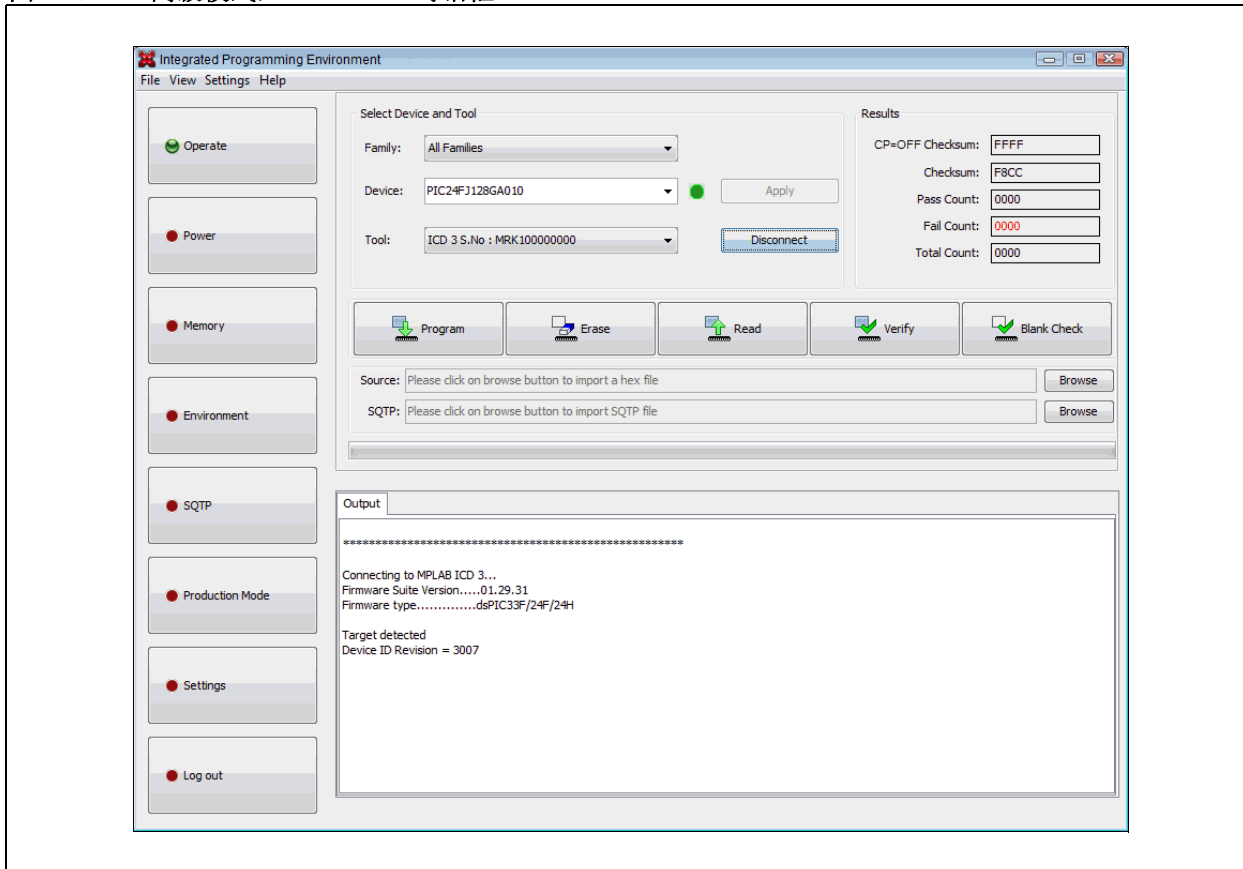 Integrated Programming Environment
File View Settings Help
Operate
Power
Memory
Environment
SQTP
Production Mode
Settings
Log out
Select Device and Tool
Family: All Families
Device: PIC24FJ128GA010 Apply
Tool: ICD 3 S.No : MRK100000000 Disconnect
Results
CP=OFF Checksum: FFFF
Checksum: F8CC
Pass Count: 0000
Fail Count: 0000
Total Count: 0000
Program Erase Read Verify Blank Check
Source: Please click on browse button to import a hex file Browse
SQTP: Please click on browse button to import SQTP file Browse
Output
*****************************************************
Connecting to MPLAB ICD 3...
Firmware Suite Version.....01.29.31
Firmware type..............dsPIC33F/24F/24H
Target detected
Device ID Revision = 3007